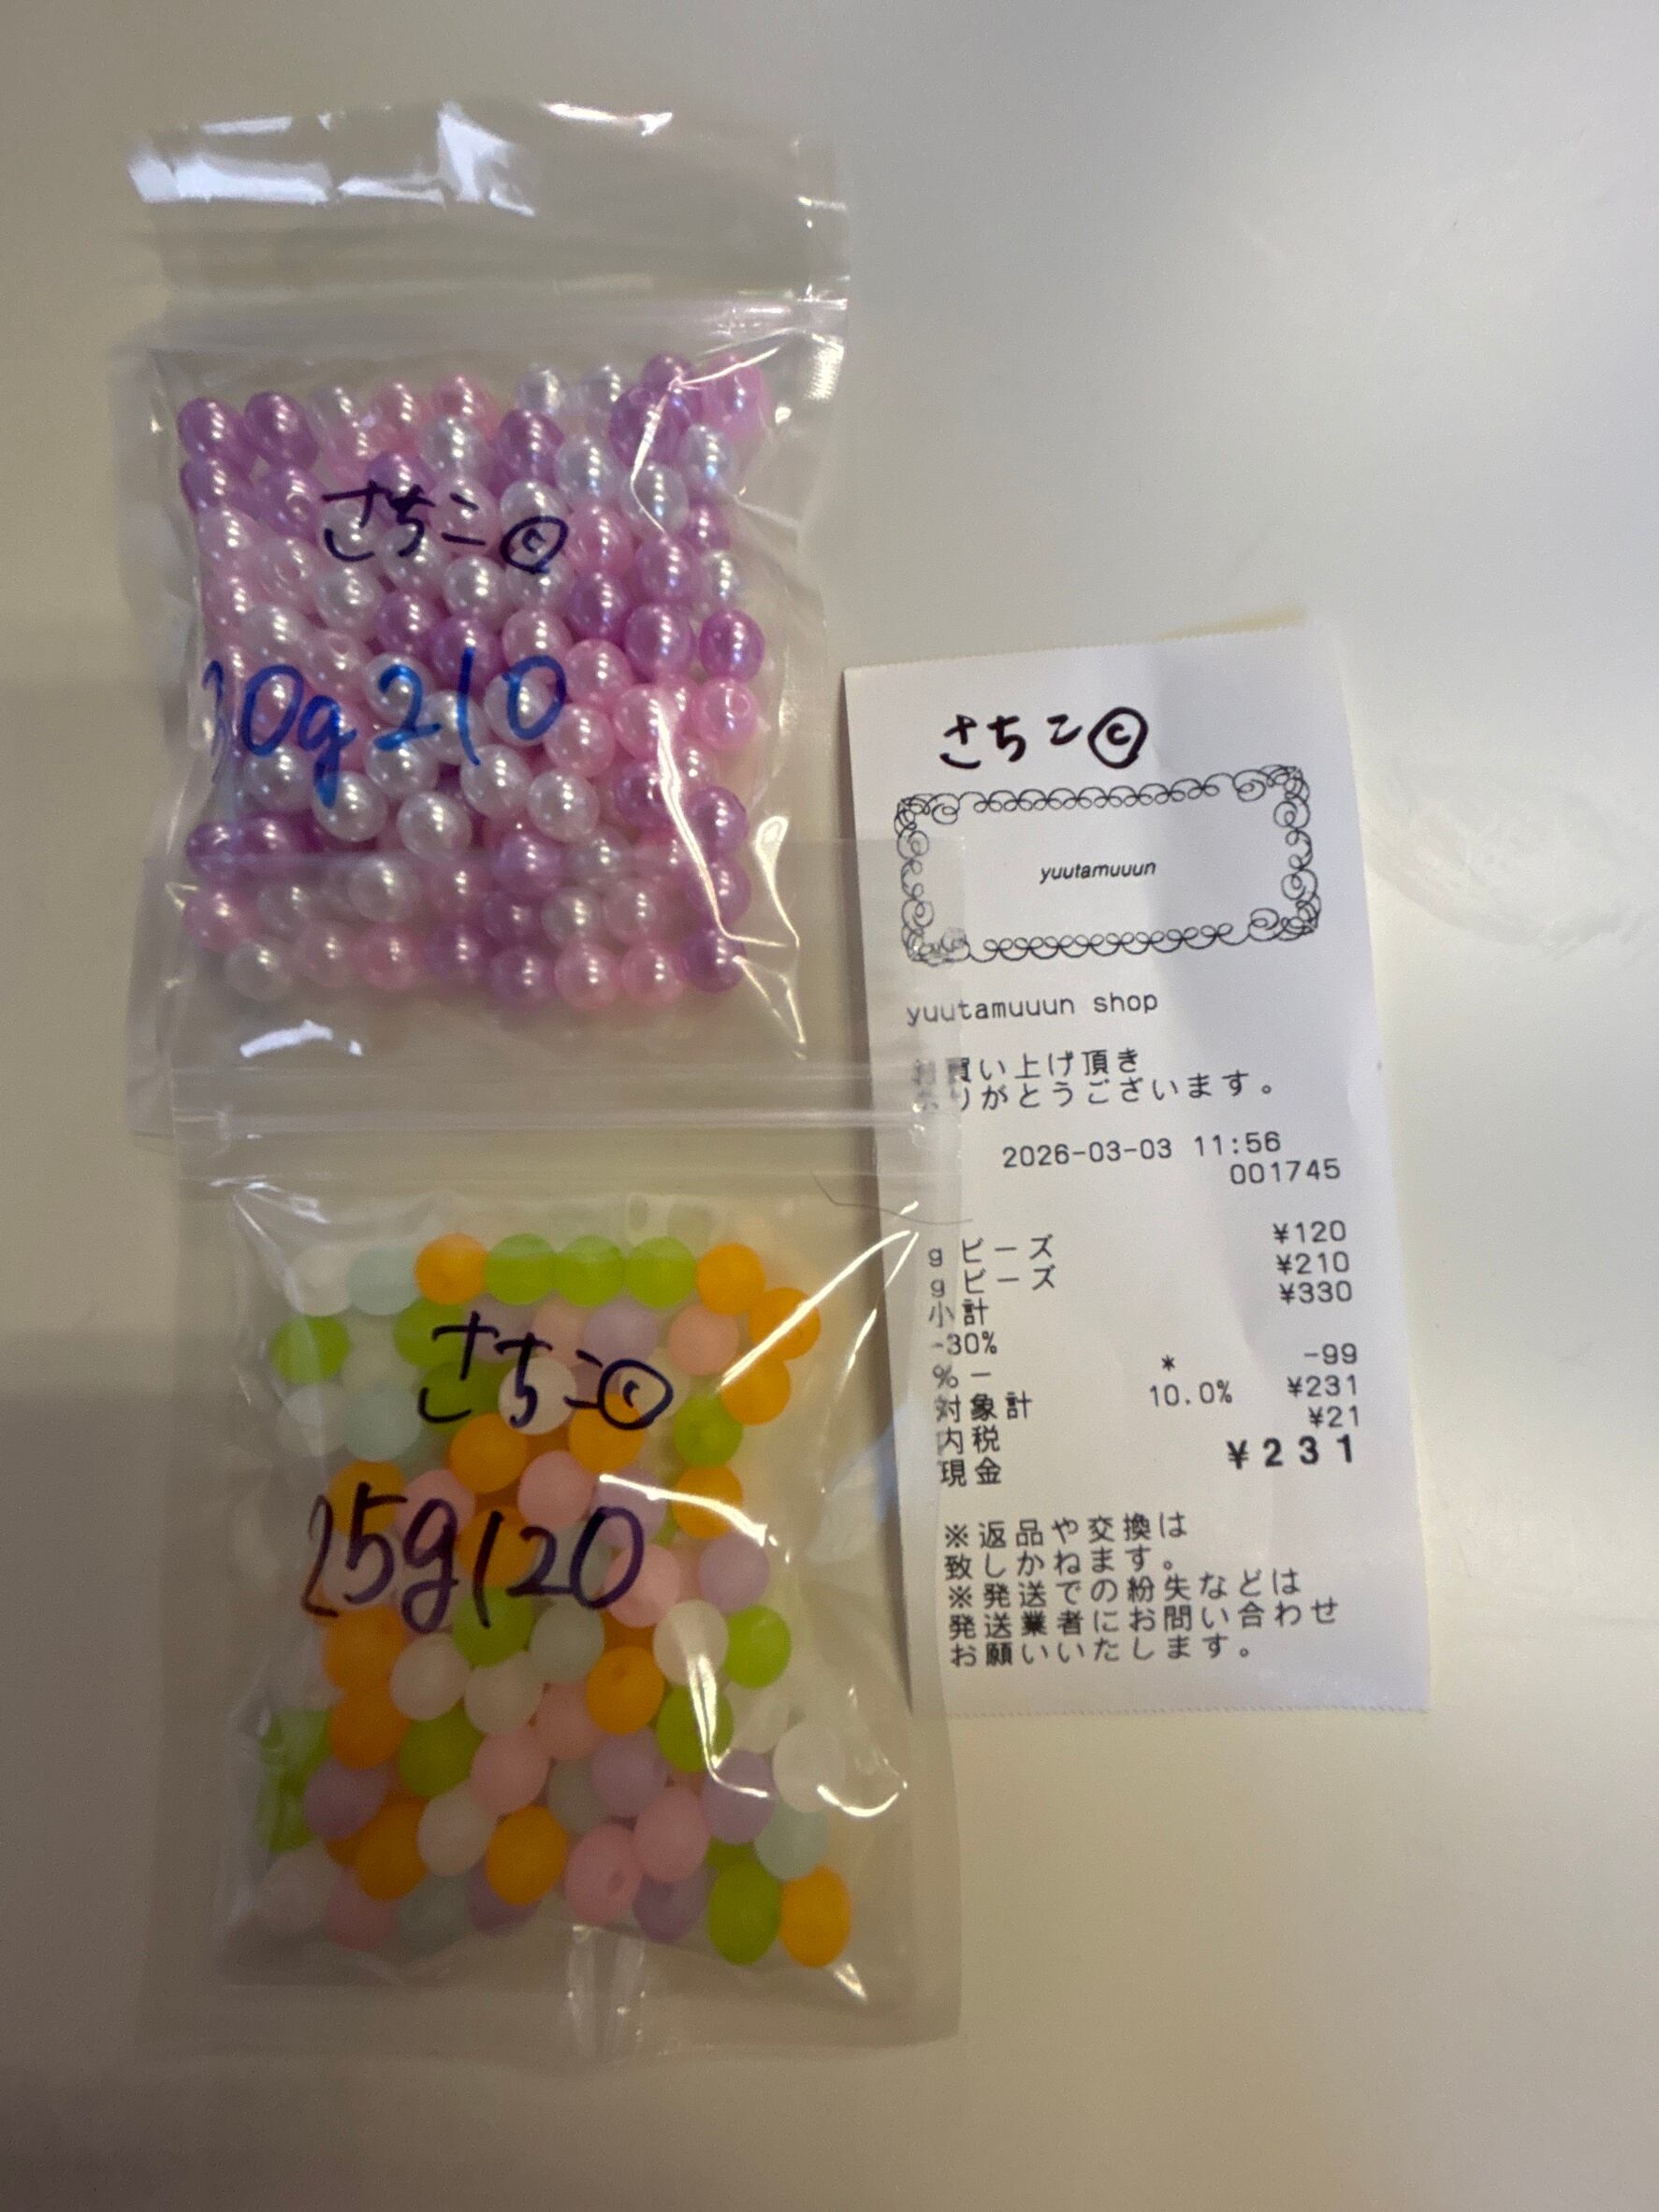 さちこ©
0g 210
さちこ©
25g 120
さちこ©
yuutamuuun
yuutamuuun shop
買い上げ頂き
りがとうございます。
2026-03-03 11:56
001745
gビーズ ¥120
gビーズ ¥210
小計 ¥330
-30%
%- * -99
対象計 10.0% ¥231
内税 ¥21
現金 ¥231
※返品や交換は
致しかねます。
※発送での紛失などは
発送業者にお問い合わせ
お願いいたします。